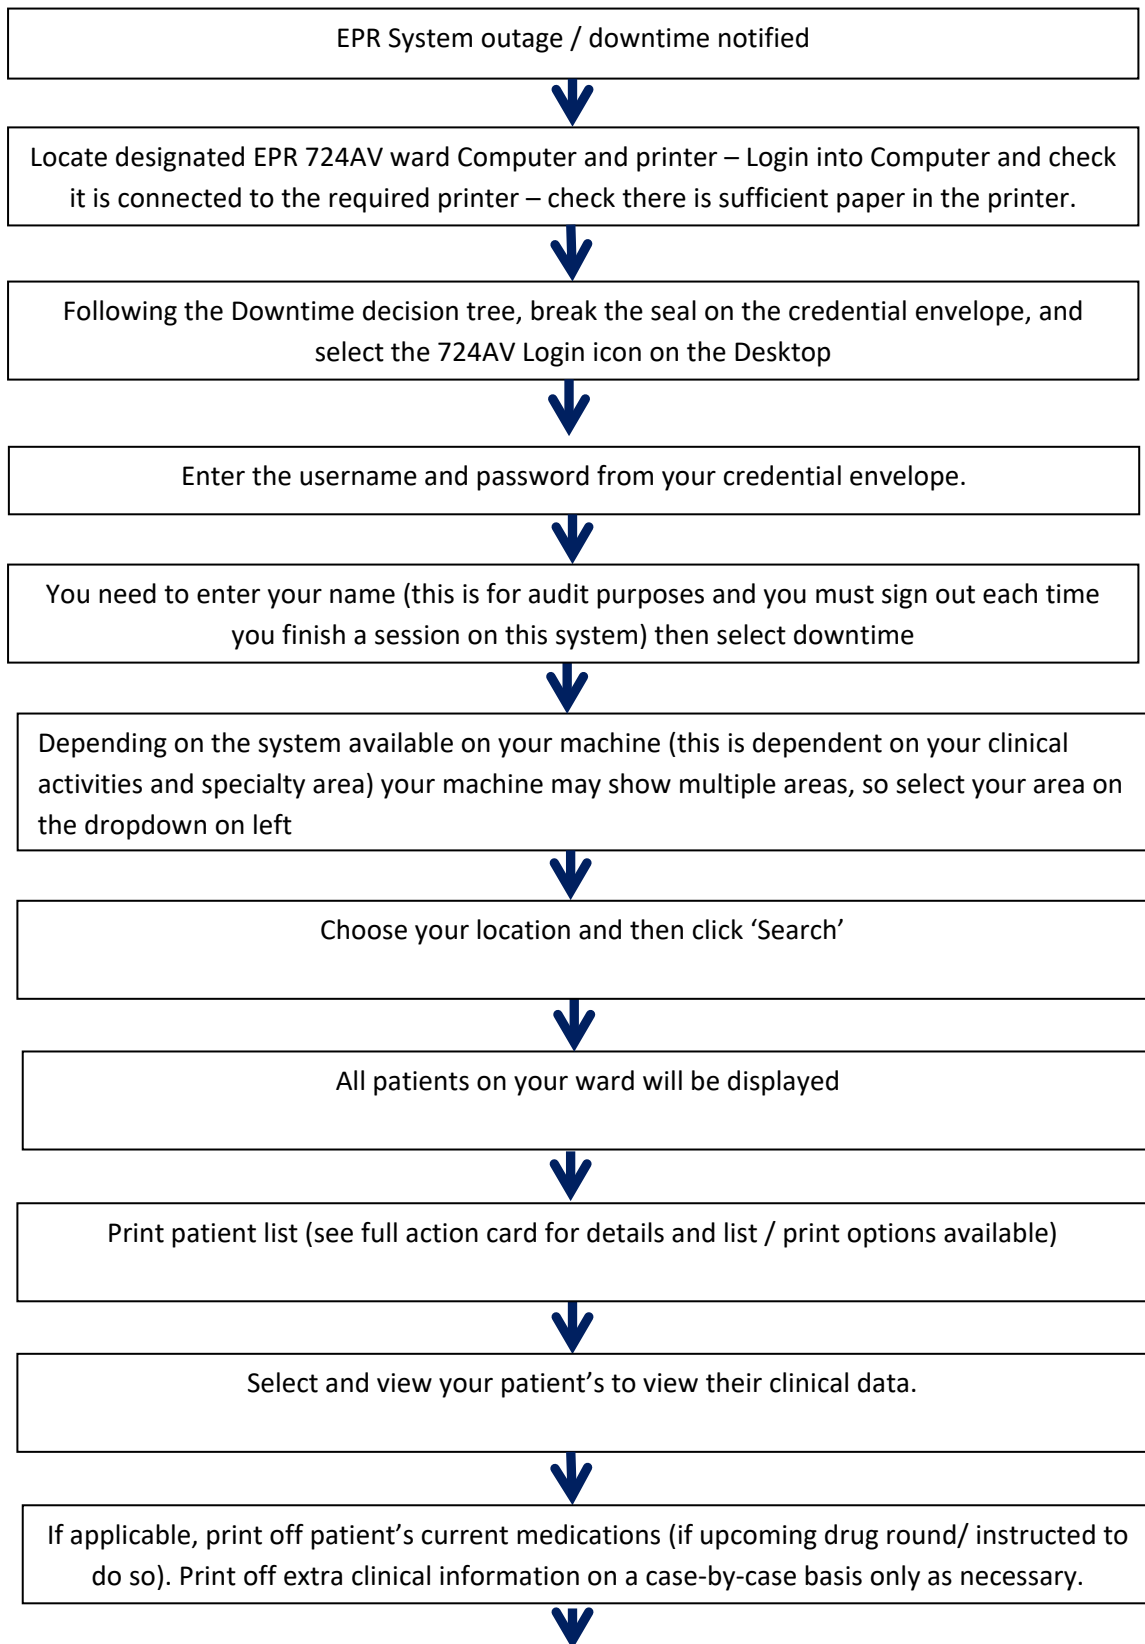 EPR System outage / downtime notified
Locate designated EPR 724AV ward Computer and printer – Login into Computer and check
it is connected to the required printer – check there is sufficient paper in the printer.
Following the Downtime decision tree, break the seal on the credential envelope, and
select the 724AV Login icon on the Desktop
Enter the username and password from your credential envelope.
You need to enter your name (this is for audit purposes and you must sign out each time
you finish a session on this system) then select downtime
Depending on the system available on your machine (this is dependent on your clinical
activities and specialty area) your machine may show multiple areas, so select your area on
the dropdown on left
Choose your location and then click ‘Search’
All patients on your ward will be displayed
Print patient list (see full action card for details and list / print options available)
Select and view your patient's to view their clinical data.
If applicable, print off patient's current medications (if upcoming drug round/ instructed to
do so). Print off extra clinical information on a case-by-case basis only as necessary.